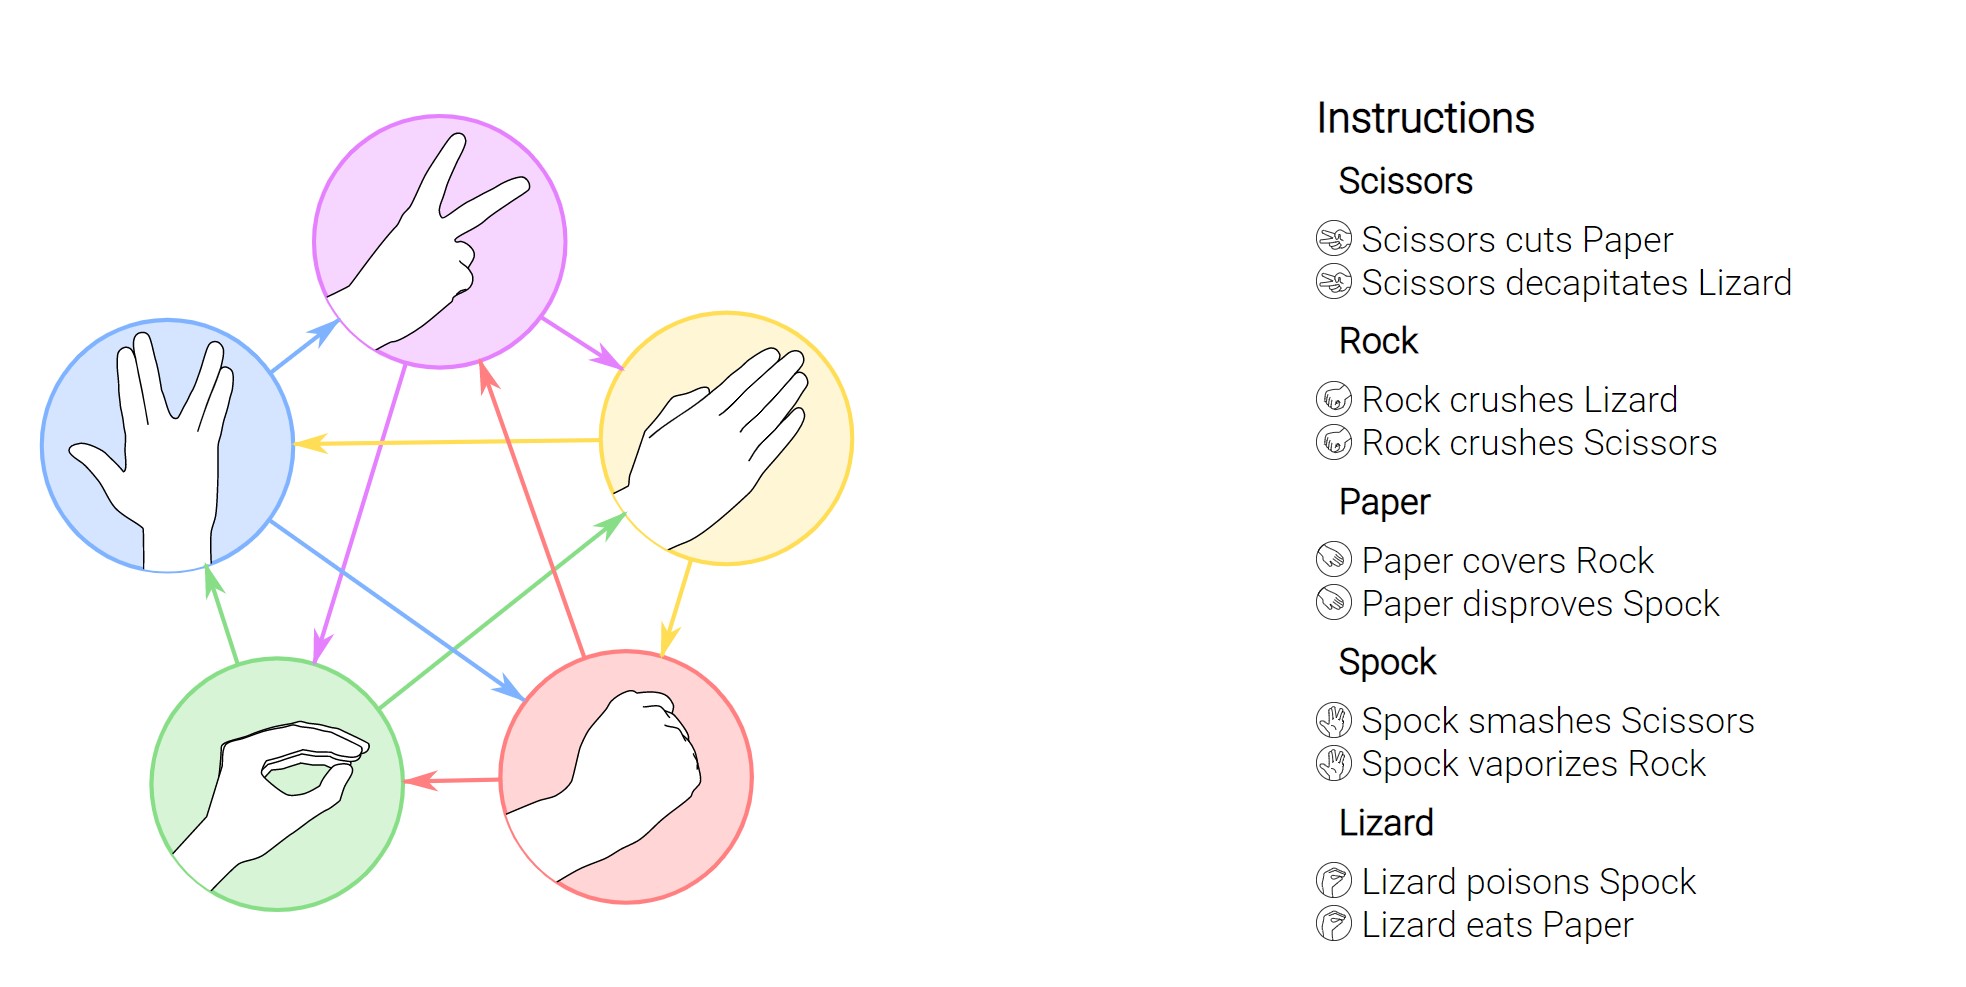 Instructions
Scissors
Scissors cuts Paper
Scissors decapitates Lizard
Rock
Rock crushes Lizard
Rock crushes Scissors
Paper
Paper covers Rock
Paper disproves Spock
Spock
Spock smashes Scissors
Spock vaporizes Rock
Lizard
Lizard poisons Spock
Lizard eats Paper